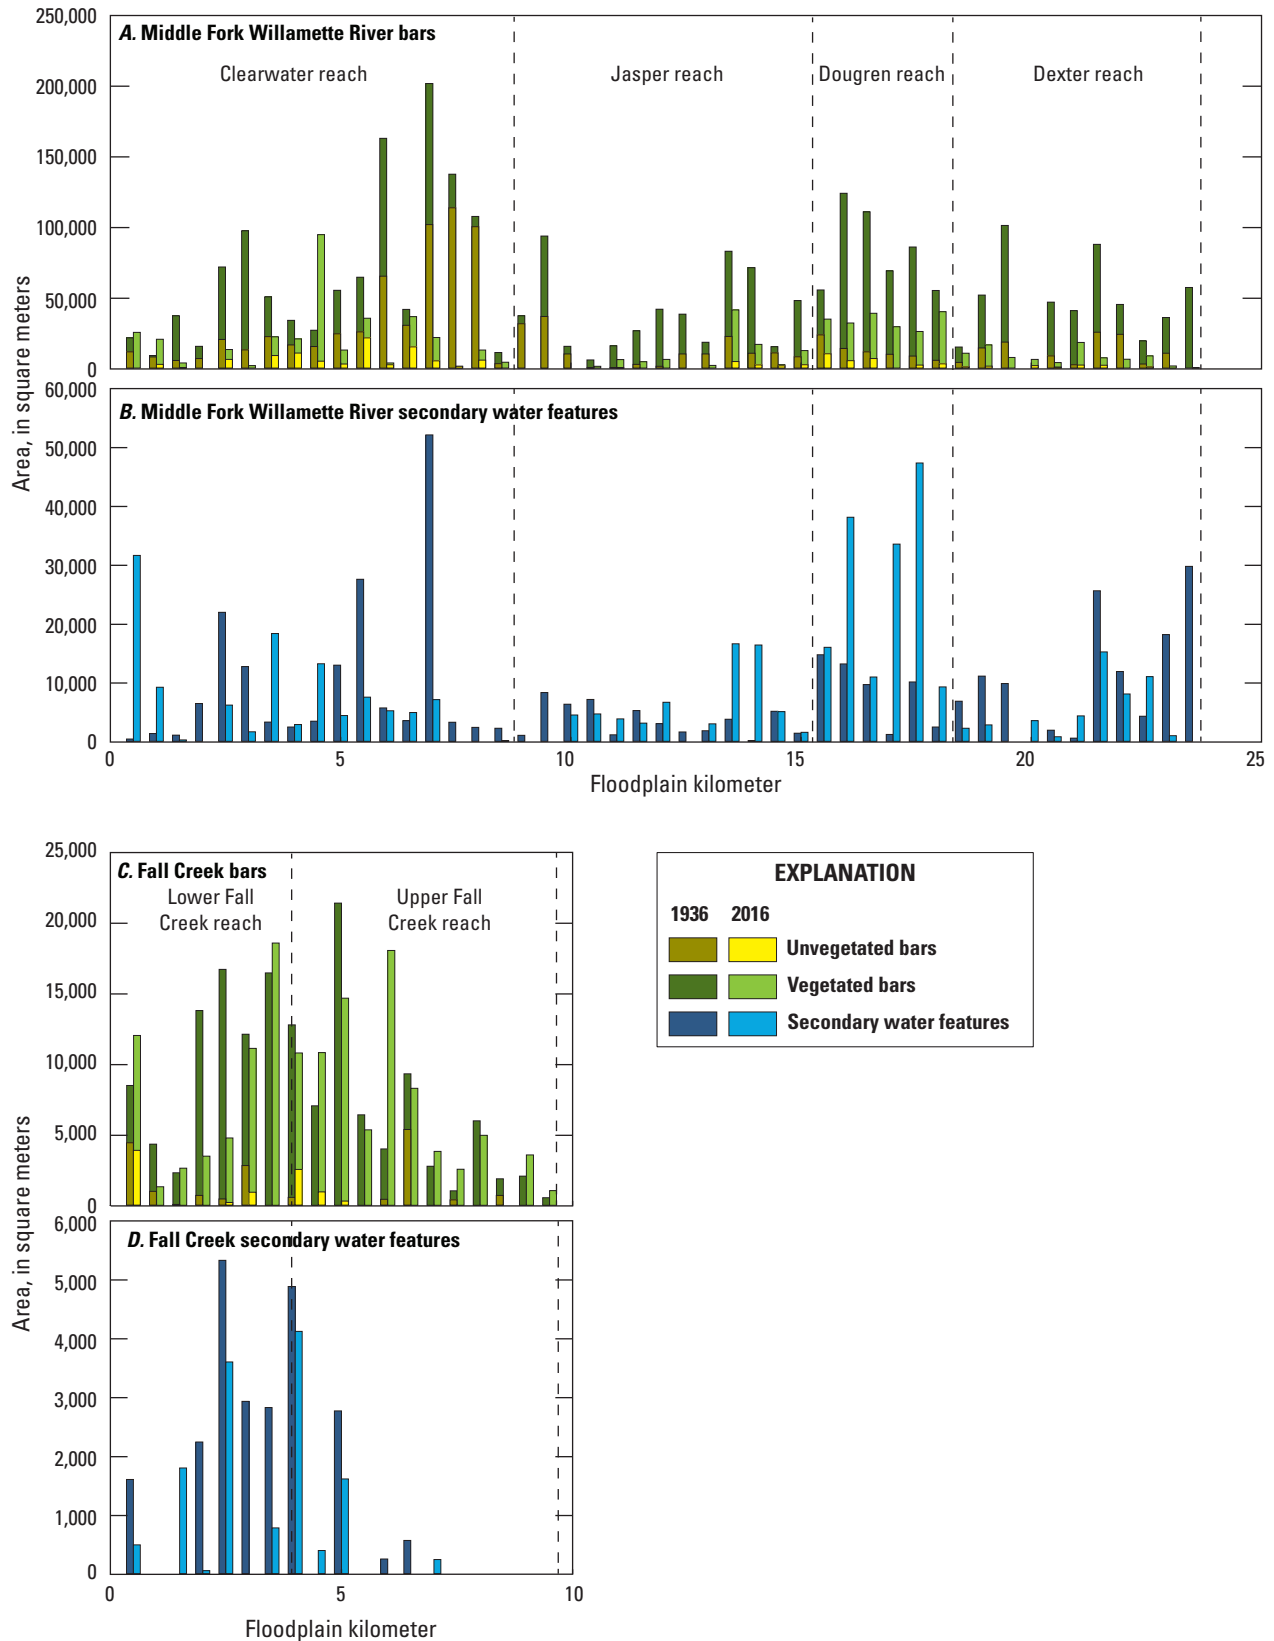 A. Middle Fork Willamette River bars
Clearwater reach
Jasper reach
Dougren reach
Dexter reach
250,000
200,000
150,000
100,000
50,000
0
Area, in square meters
B. Middle Fork Willamette River secondary water features
60,000
50,000
40,000
30,000
20,000
10,000
0
0
5
10
15
20
25
Floodplain kilometer
C. Fall Creek bars
Lower Fall
Creek reach
Upper Fall
Creek reach
25,000
20,000
15,000
10,000
5,000
0
Area, in square meters
D. Fall Creek secondary water features
6,000
5,000
4,000
3,000
2,000
1,000
0
0
5
10
Floodplain kilometer
EXPLANATION
1936 2016
Unvegetated bars
Vegetated bars
Secondary water features